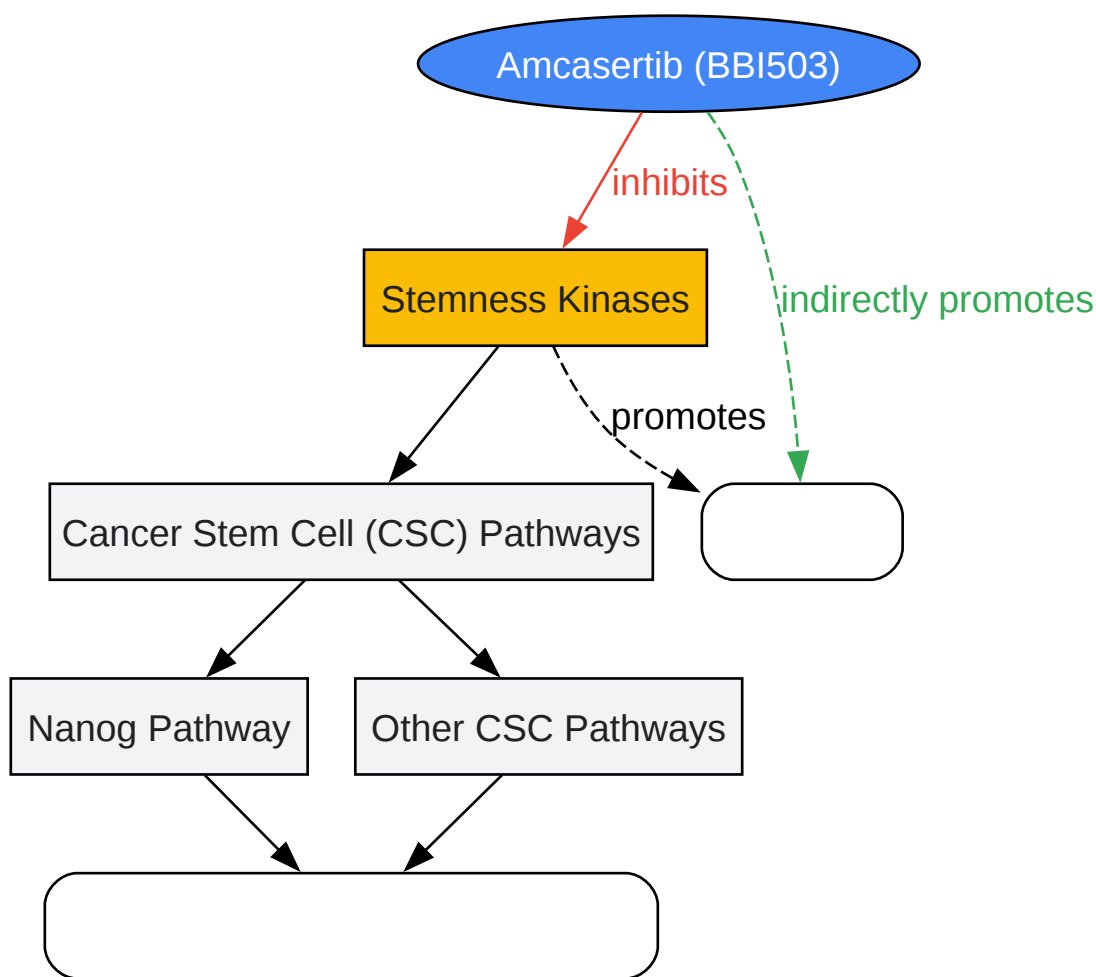 Amcasertib (BBI503)
inhibits
Stemness Kinases
indirectly promotes
promotes
Cancer Stem Cell (CSC) Pathways
Nanog Pathway
Other CSC Pathways